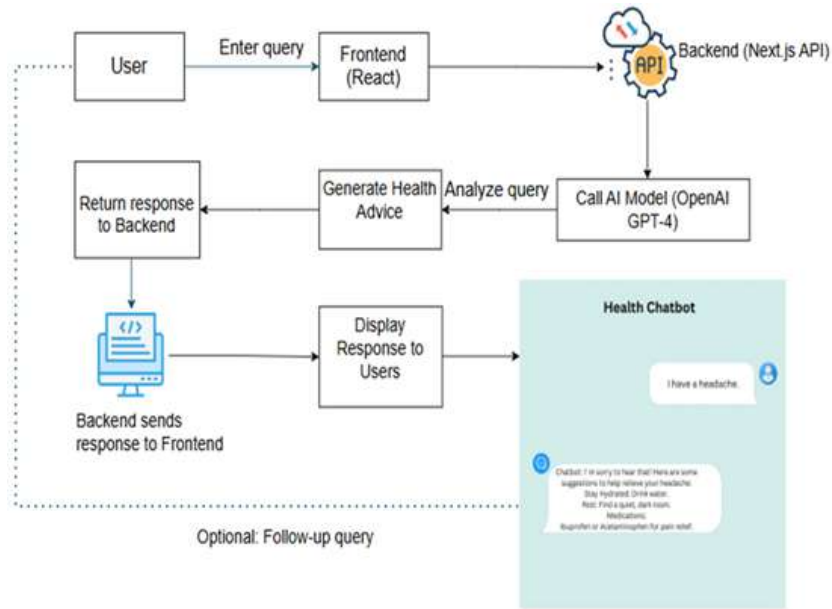 User
Enter query
Frontend
(React)
API
Backend (Next.js API)
Return response
to Backend
Generate Health
Advice
Analyze query
Call AI Model (OpenAI
GPT-4)
</>
Backend sends
response to Frontend
Display
Response to
Users
Health Chatbot
I have a headache.
Chatbot: I'm sorry to hear that! Here are some
suggestions to help relieve your headache:
Stay Hydrated: Drink water.
Rest: Find a quiet, dark room.
Medications:
Ibuprofen or Acetaminophen for pain relief.
Optional: Follow-up query